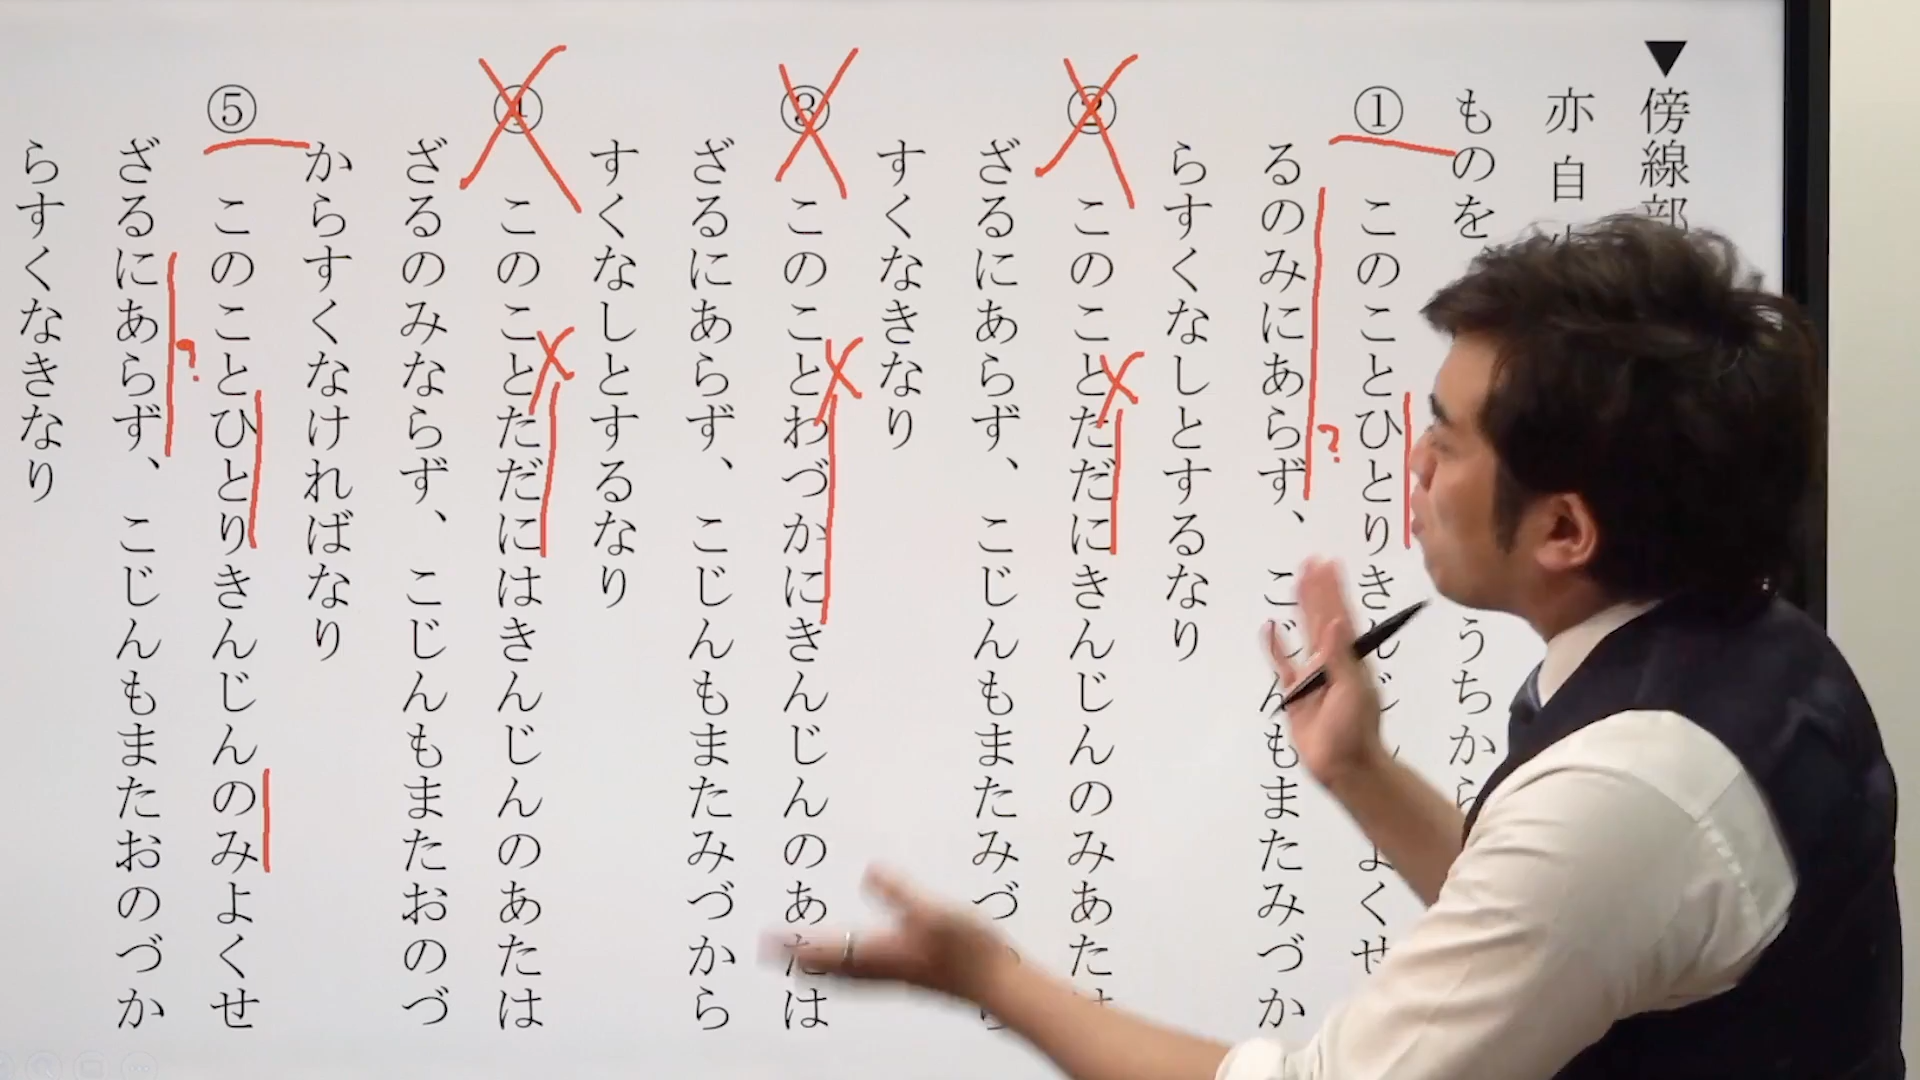 ▼傍線部
亦自
ものを うちから
① このことひとりき よくせ
るのみにあらず、こじんもまたみづか
らすくなしとするなり
② このことただにきんじんのみあたは
ざるにあらず、こじんもまたみづから
すくなきなり
③ このことわづかにきんじんのあたは
ざるにあらず、こじんもまたみづから
すくなしとするなり
④ このことただにはきんじんのあたは
ざるのみならず、こじんもまたおのづ
からすくなければなり
⑤ このことひとりきんじんのみよくせ
ざるにあらず、こじんもまたおのづか
らすくなきなり
?
?